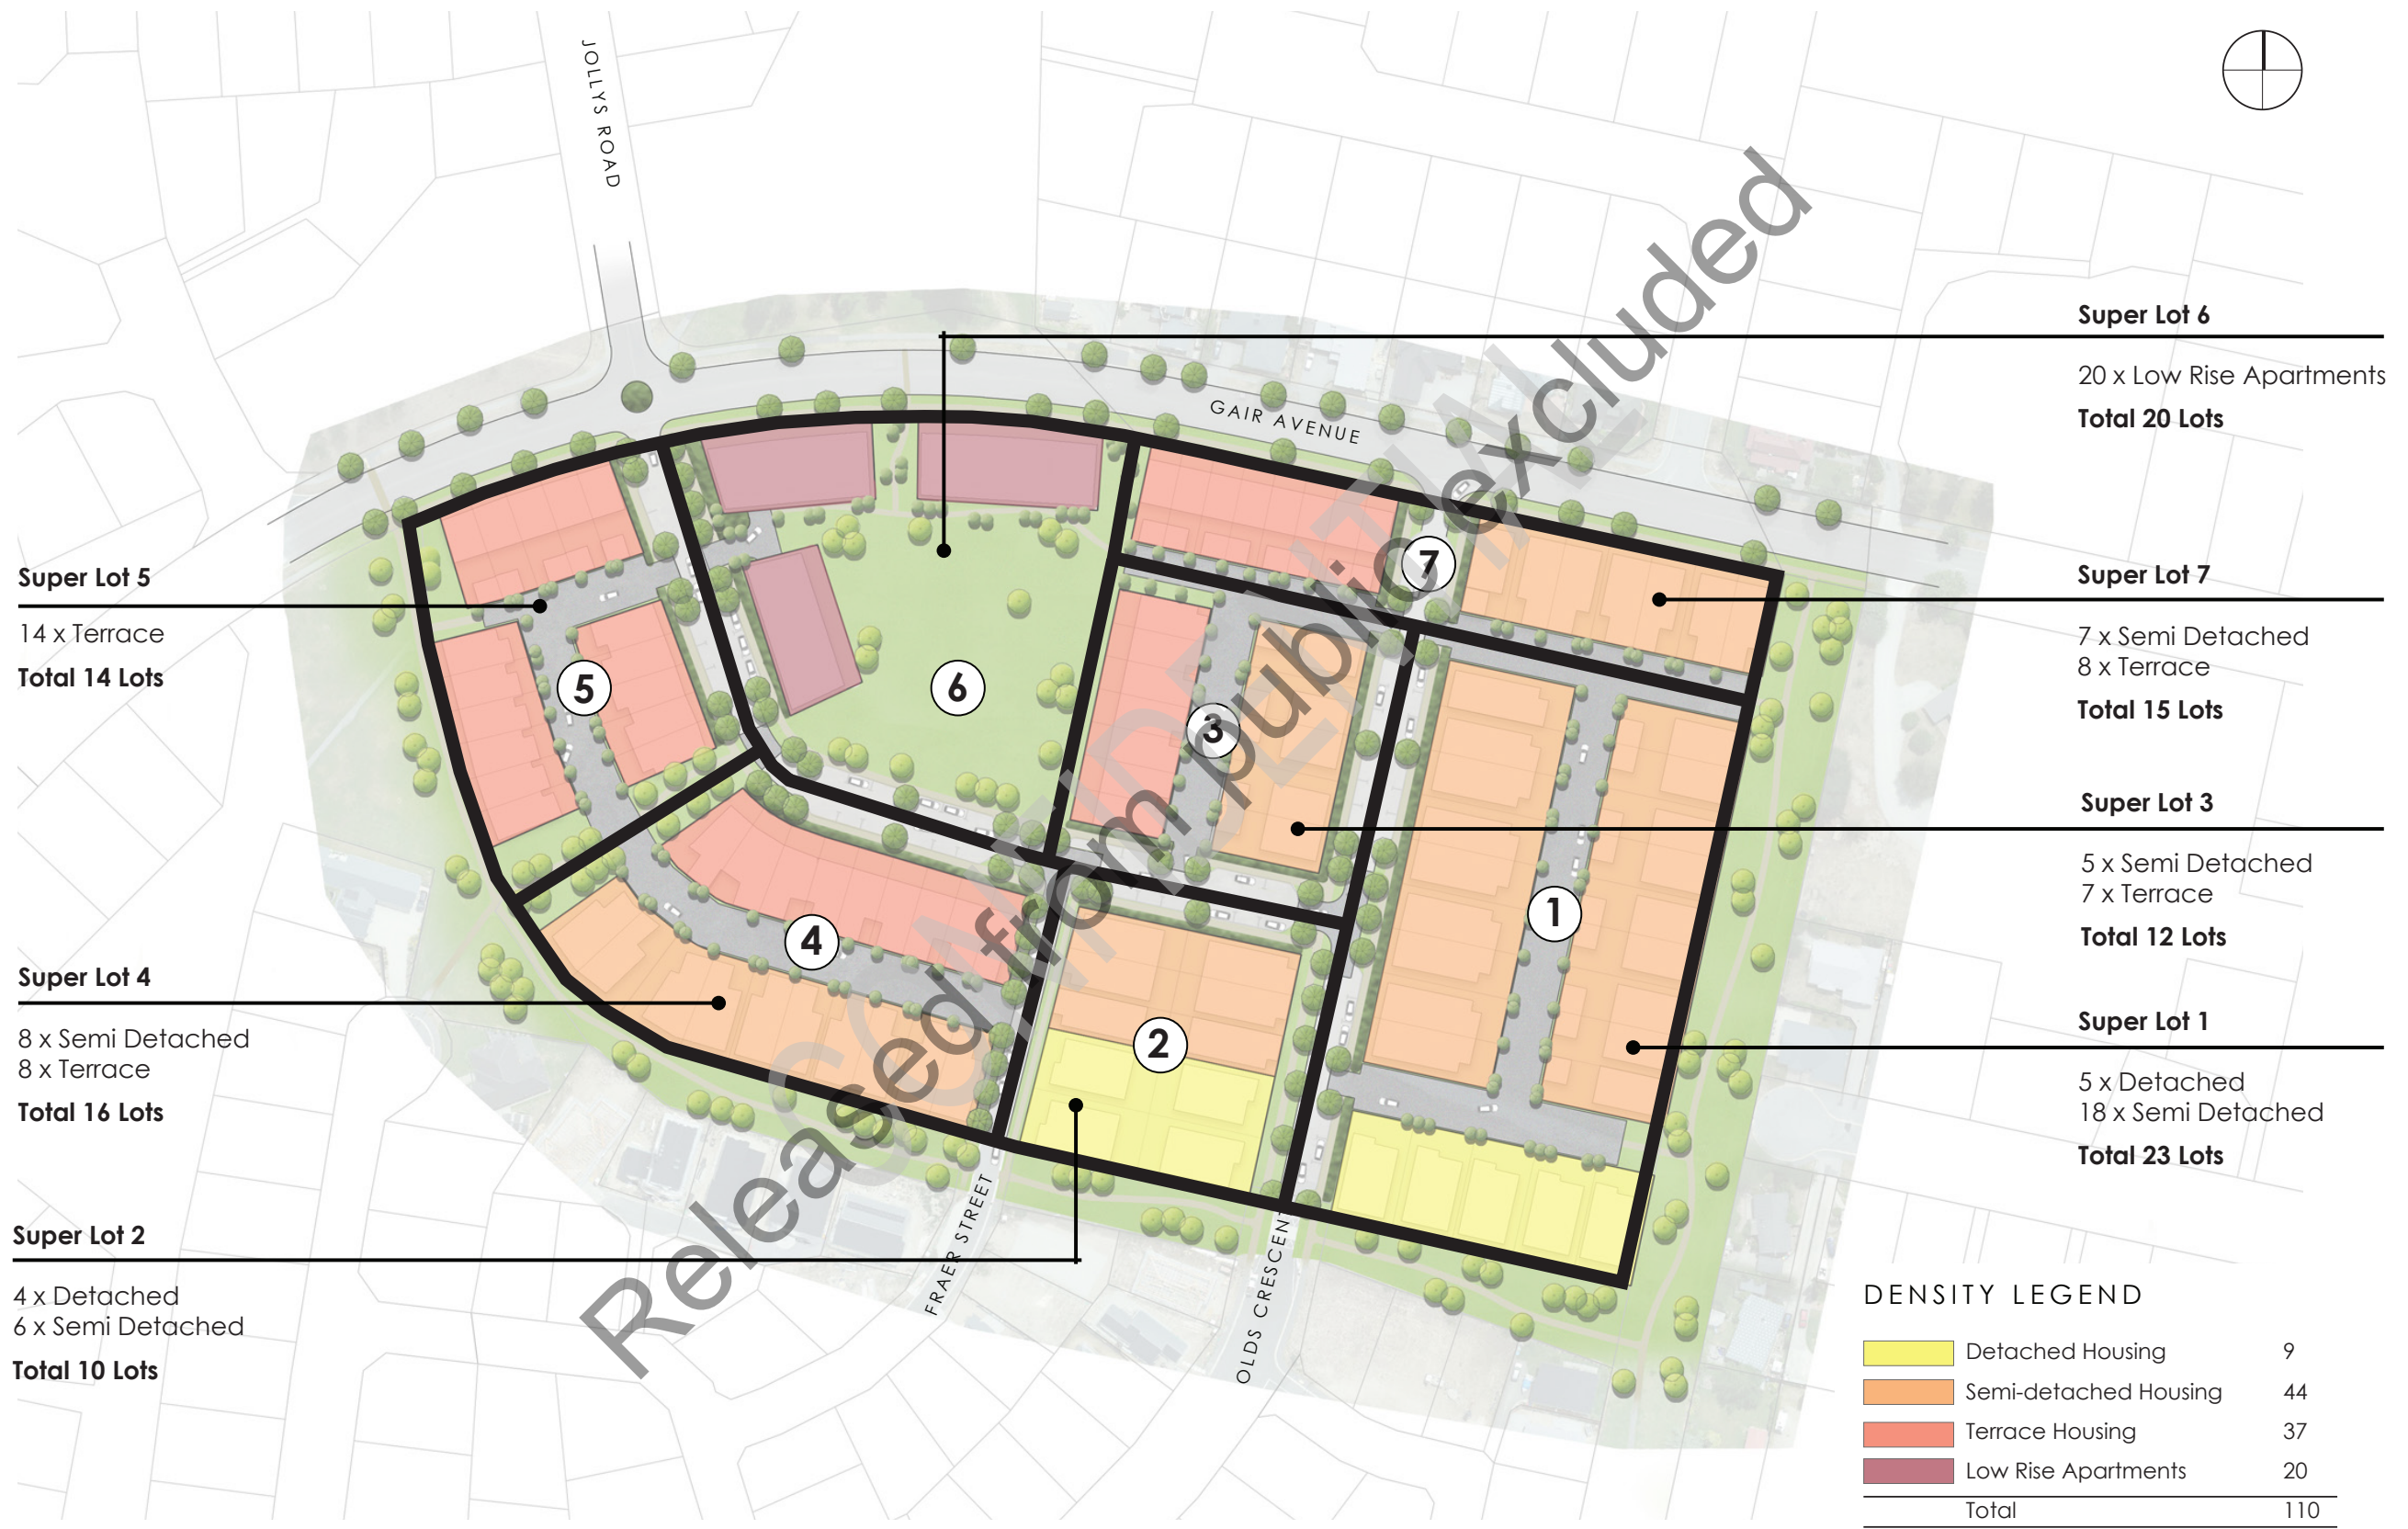 JOLLYS ROAD
GAIR AVENUE
Super Lot 6
20 x Low Rise Apartments
Total 20 Lots
Super Lot 5
14 x Terrace
Total 14 Lots
Super Lot 7
7 x Semi Detached
8 x Terrace
Total 15 Lots
Super Lot 3
5 x Semi Detached
7 x Terrace
Total 12 Lots
Super Lot 4
8 x Semi Detached
8 x Terrace
Total 16 Lots
Super Lot 1
5 x Detached
18 x Semi Detached
Total 23 Lots
Super Lot 2
4 x Detached
6 x Semi Detached
Total 10 Lots
7
5
6
3
1
4
2
FRAER STREET
OLDS CRESCENT
CONFIDENTIAL
Released from public excluded
DENSITY LEGEND
Detached Housing 9
Semi-detached Housing 44
Terrace Housing 37
Low Rise Apartments 20
Total 110